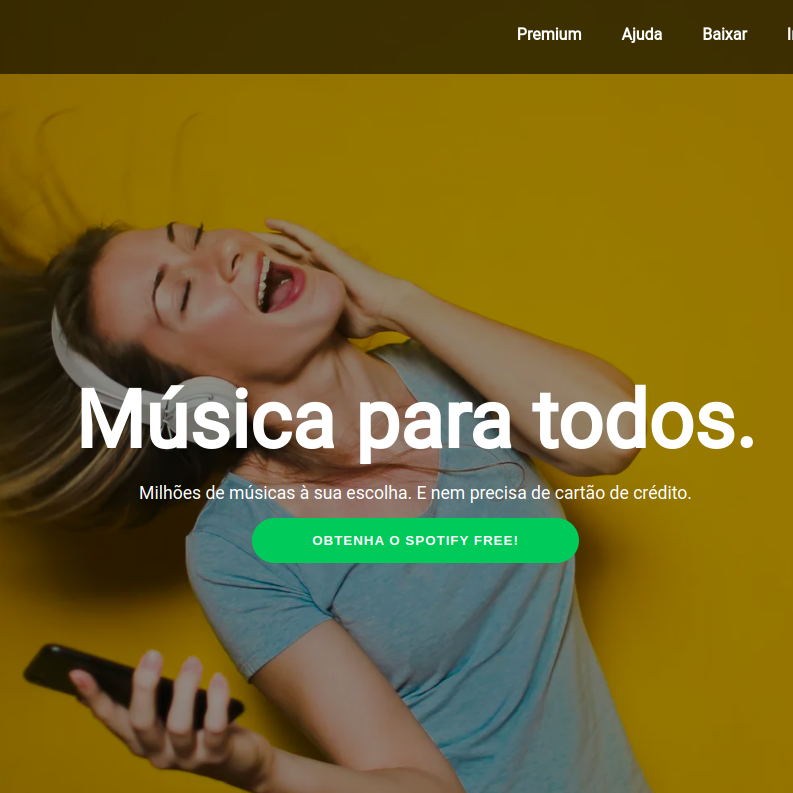 Premium Ajuda Baixar
Música para todos.
Milhões de músicas à sua escolha. E nem precisa de cartão de crédito.
OBTENHA O SPOTIFY FREE!